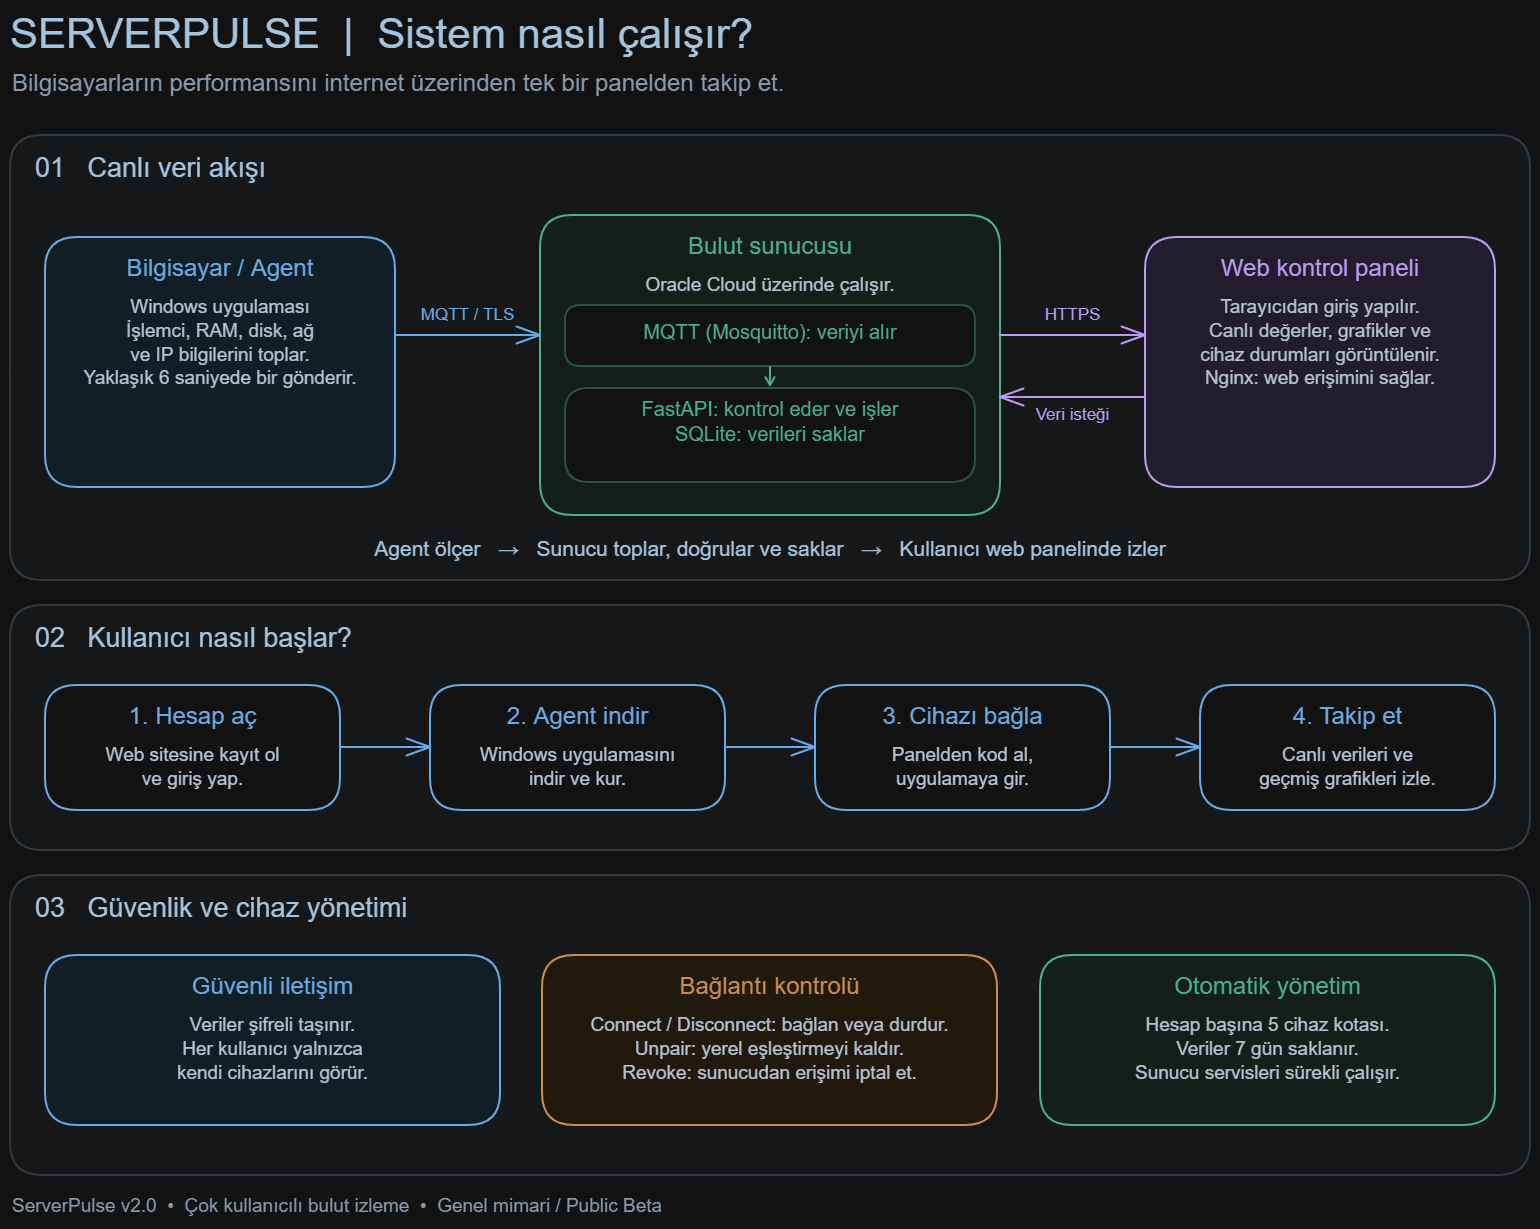 SERVERPULSE | Sistem nasıl çalışır?
Bilgisayarların performansını internet üzerinden tek bir panelden takip et.
01 Canlı veri akışı
Bilgisayar / Agent
Windows uygulaması
İşlemci, RAM, disk, ağ
ve IP bilgilerini toplar.
Yaklaşık 6 saniyede bir gönderir.
MQTT / TLS
Bulut sunucusu
Oracle Cloud üzerinde çalışır.
MQTT (Mosquitto): veriyi alır
FastAPI: kontrol eder ve işler
SQLite: verileri saklar
HTTPS
Veri isteği
Web kontrol paneli
Tarayıcıdan giriş yapılır.
Canlı değerler, grafikler ve
cihaz durumları görüntülenir.
Nginx: web erişimini sağlar.
Agent ölçer → Sunucu toplar, doğrular ve saklar → Kullanıcı web panelinde izler
02 Kullanıcı nasıl başlar?
1. Hesap aç
Web sitesine kayıt ol
ve giriş yap.
2. Agent indir
Windows uygulamasını
indir ve kur.
3. Cihazı bağla
Panelden kod al,
uygulamaya gir.
4. Takip et
Canlı verileri ve
geçmiş grafikleri izle.
03 Güvenlik ve cihaz yönetimi
Güvenli iletişim
Veriler şifreli taşınır.
Her kullanıcı yalnızca
kendi cihazlarını görür.
Bağlantı kontrolü
Connect / Disconnect: bağlan veya durdur.
Unpair: yerel eşleştirmeyi kaldır.
Revoke: sunucudan erişimi iptal et.
Otomatik yönetim
Hesap başına 5 cihaz kotası.
Veriler 7 gün saklanır.
Sunucu servisleri sürekli çalışır.
ServerPulse v2.0 • Çok kullanıcılı bulut izleme • Genel mimari / Public Beta